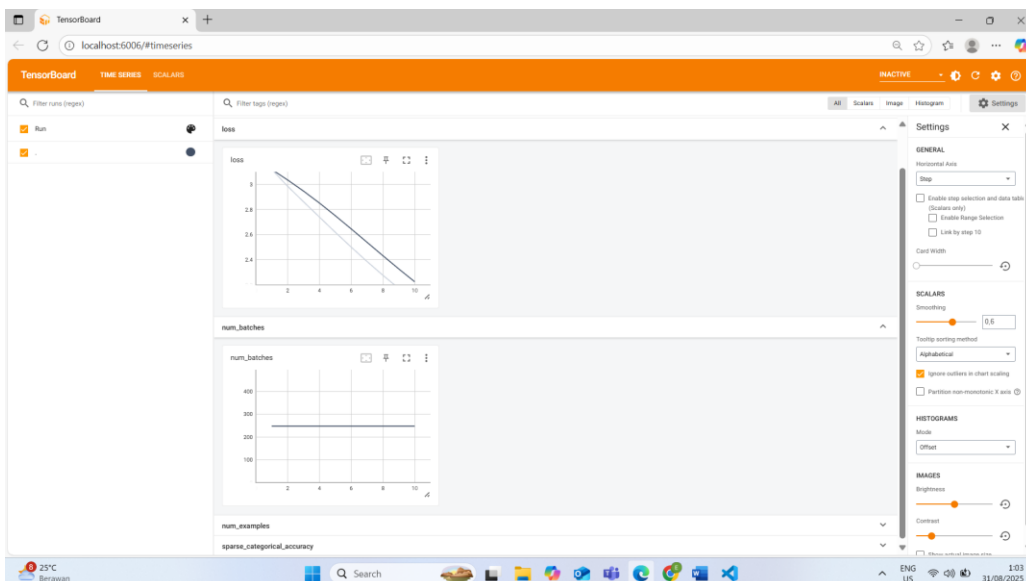 TensorBoard
localhost:6006/#timeseries
TensorBoard TIME SERIES SCALARS INACTIVE
Filter runs (regex)
Filter tags (regex)
All Scalars Image Histogram Settings
Run
.
loss
loss
3
2.8
2.6
2.4
2 4 6 8 10
num_batches
num_batches
400
300
200
100
2 4 6 8 10
num_examples
sparse_categorical_accuracy
Settings
GENERAL
Horizontal Axis
Step
Enable step selection and data table
(Scalars only)
Enable Range Selection
Link by step 10
Card Width
SCALARS
Smoothing
0,6
Tooltip sorting method
Alphabetical
Ignore outliers in chart scaling
Partition non-monotonic X axis
HISTOGRAMS
Mode
Offset
IMAGES
Brightness
Contrast
Show actual image size
8
25°C
Berawan
Search
ENG
US
1:03